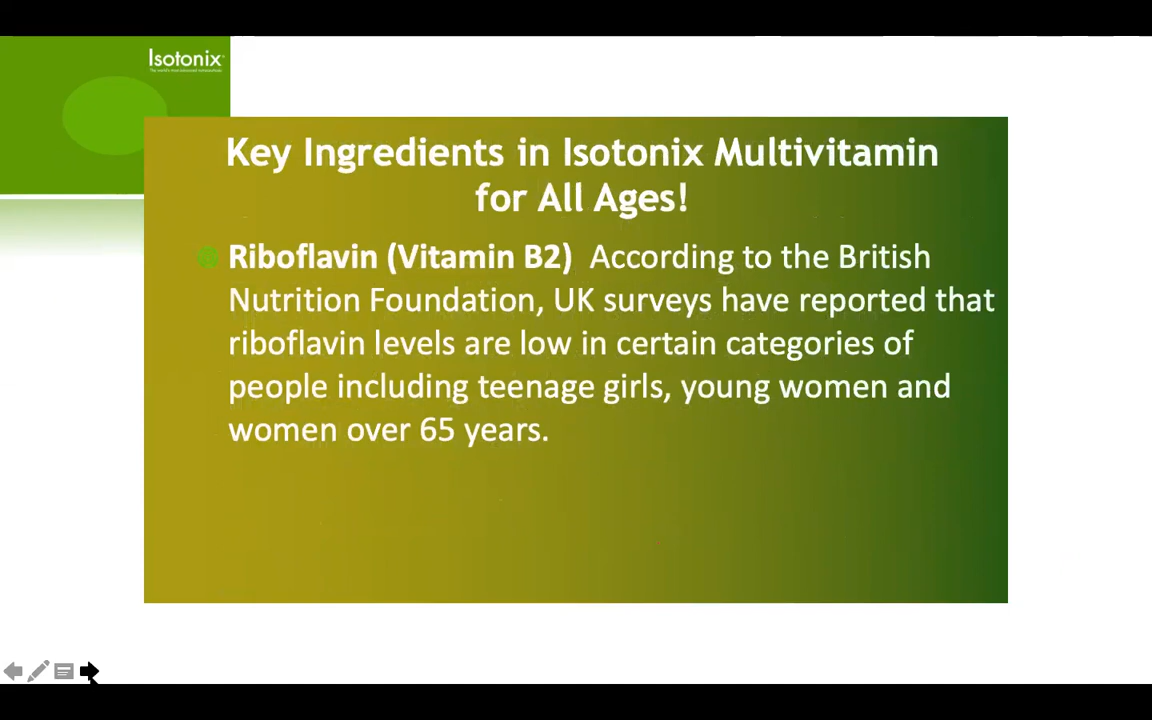 Isotonix
Key Ingredients in Isotonix Multivitamin
for All Ages!
Riboflavin (Vitamin B2) According to the British
Nutrition Foundation, UK surveys have reported that
riboflavin levels are low in certain categories of
people including teenage girls, young women and
women over 65 years.